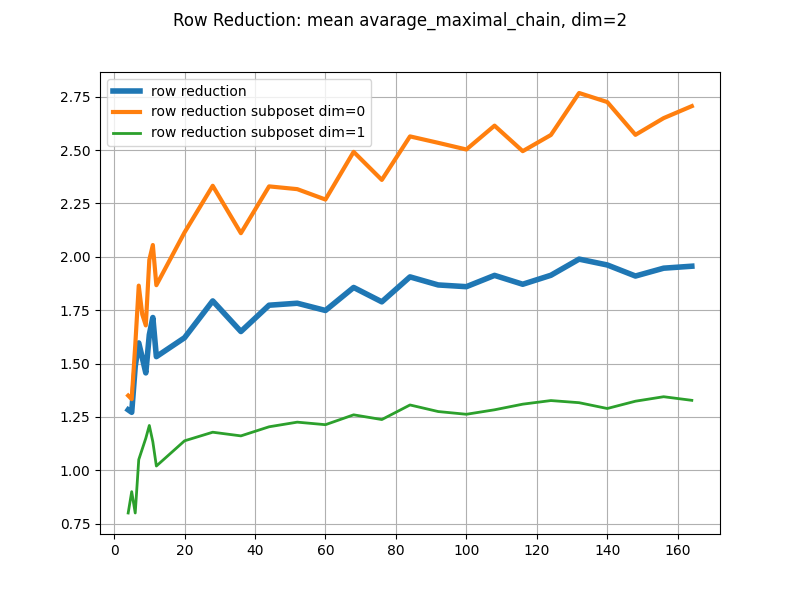 Row Reduction: mean avarage_maximal_chain, dim=2
row reduction
row reduction subposet dim=0
row reduction subposet dim=1
2.75
2.50
2.25
2.00
1.75
1.50
1.25
1.00
0.75
0 20 40 60 80 100 120 140 160